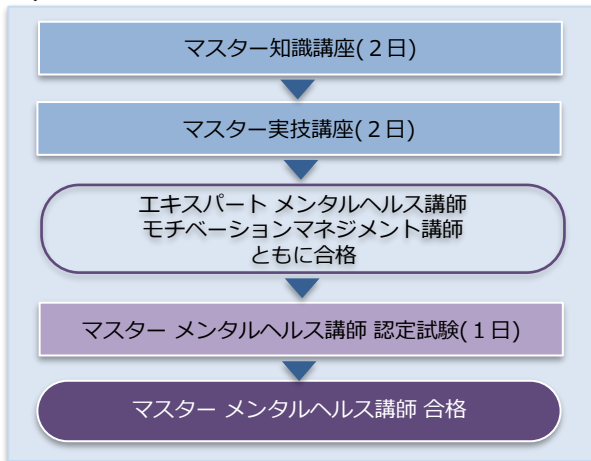 マスター知識講座(２日)
マスター実技講座(２日)
エキスパート メンタルヘルス講師
モチベーションマネジメント講師
ともに合格
マスター メンタルヘルス講師 認定試験(１日)
マスター メンタルヘルス講師 合格